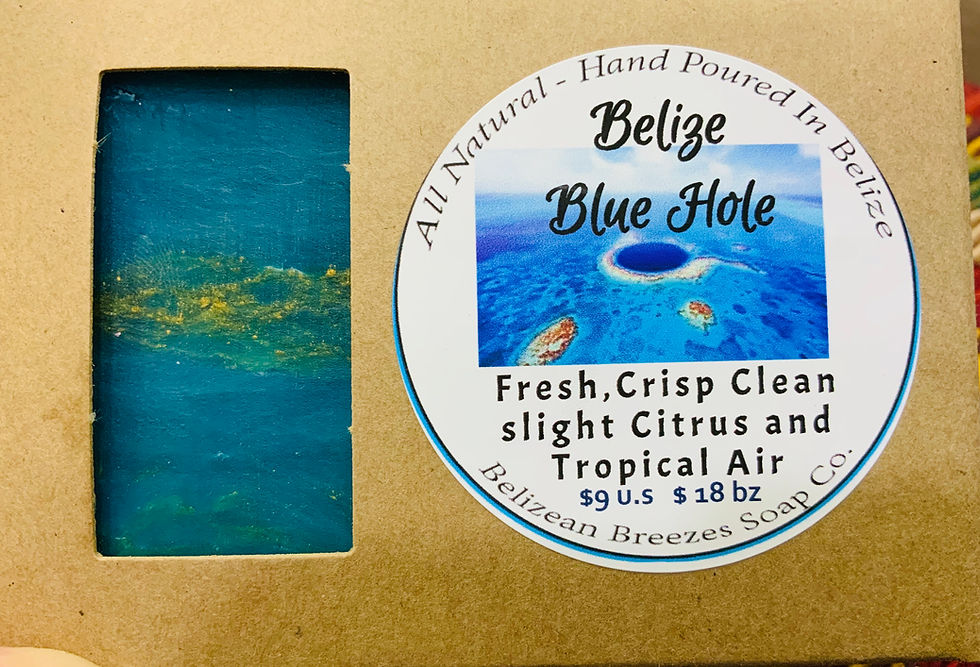 All Natural - Hand Poured In Belize
Belize
Blue Hole
Fresh,Crisp Clean
slight Citrus and
Tropical Air
$9 U.S $18 bz
Belizean Breezes Soap Co.